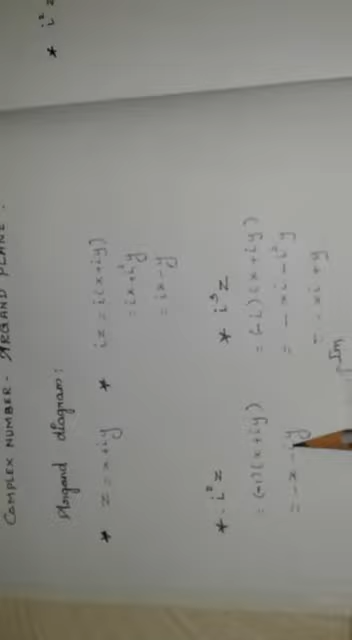 COMPLEX NUMBER - ARGAND PLANE.
Argand diagram:
* z = x+iy
* iz = i(x+iy)
= ix+i²y
= ix-y
* i²z
= (-1)(x+iy)
= -x-iy
* i³z
= (-i)(x+iy)
= -xi-i²y
= -xi+y
Im
* i²